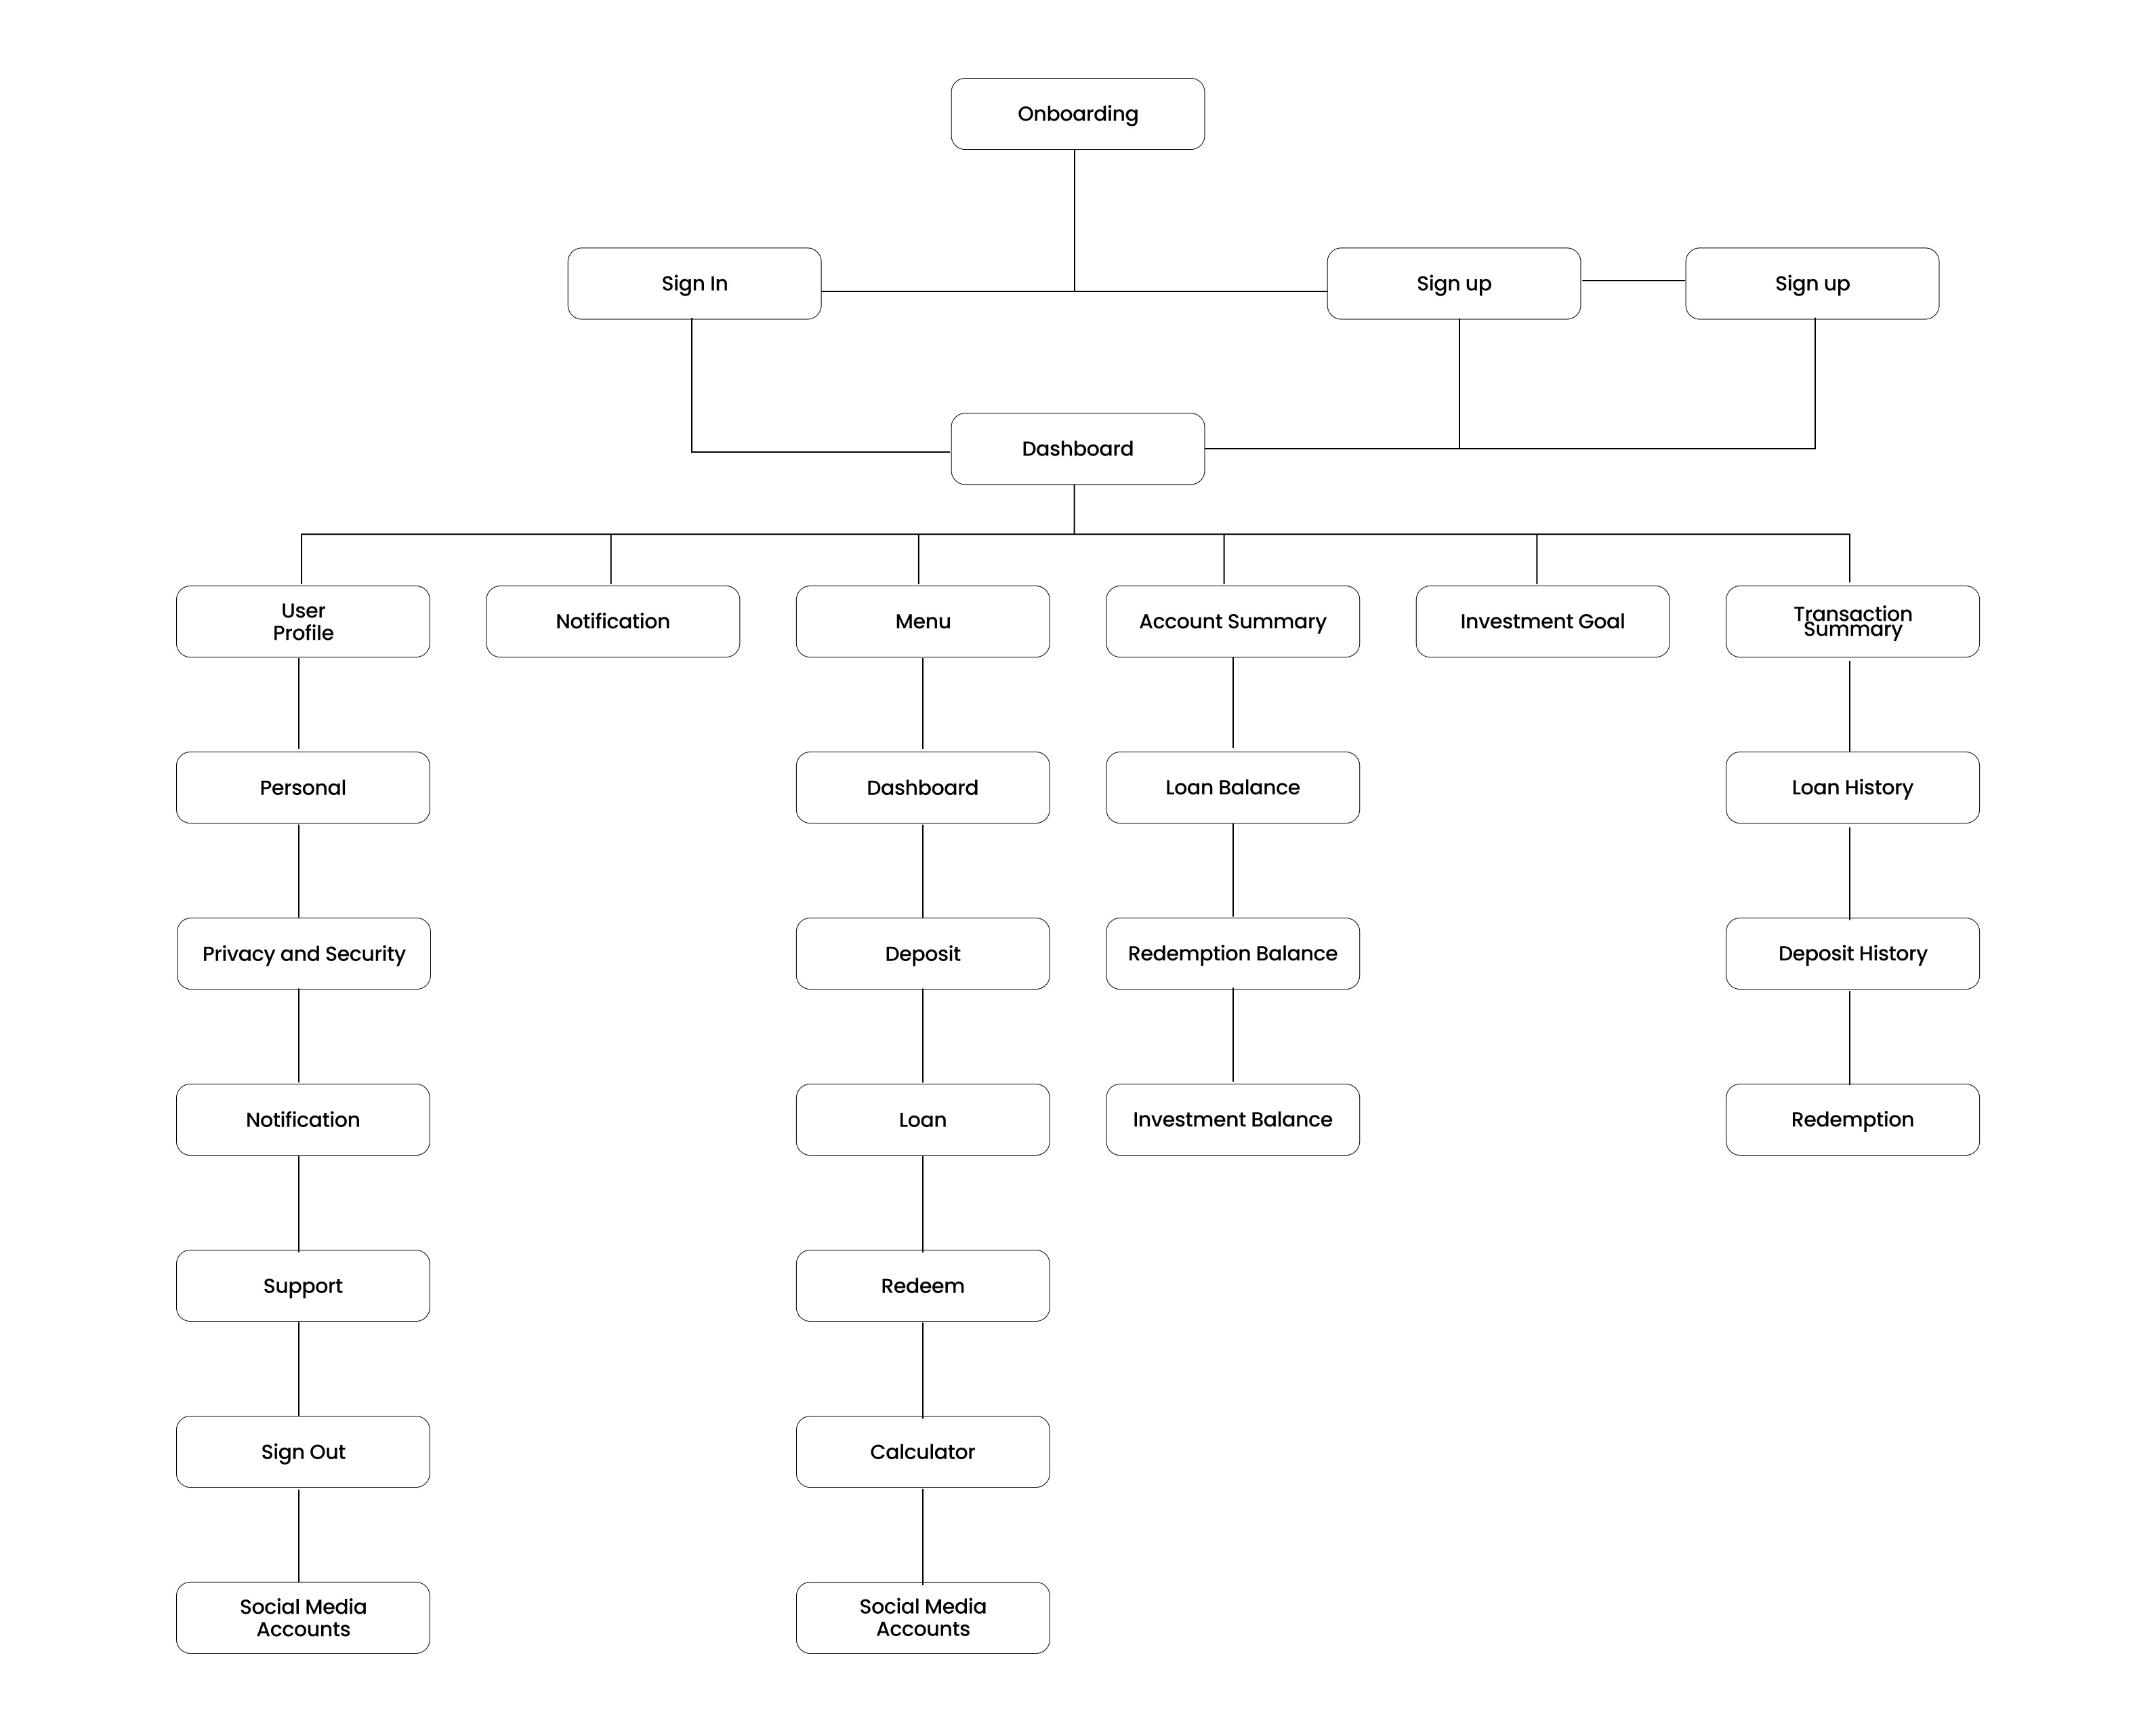 Onboarding
Sign In
Sign up
Sign up
Dashboard
User
Profile
Notification
Menu
Account Summary
Investment Goal
Transaction
Summary
Personal
Dashboard
Loan Balance
Loan History
Privacy and Security
Deposit
Redemption Balance
Deposit History
Notification
Loan
Investment Balance
Redemption
Support
Redeem
Sign Out
Calculator
Social Media
Accounts
Social Media
Accounts